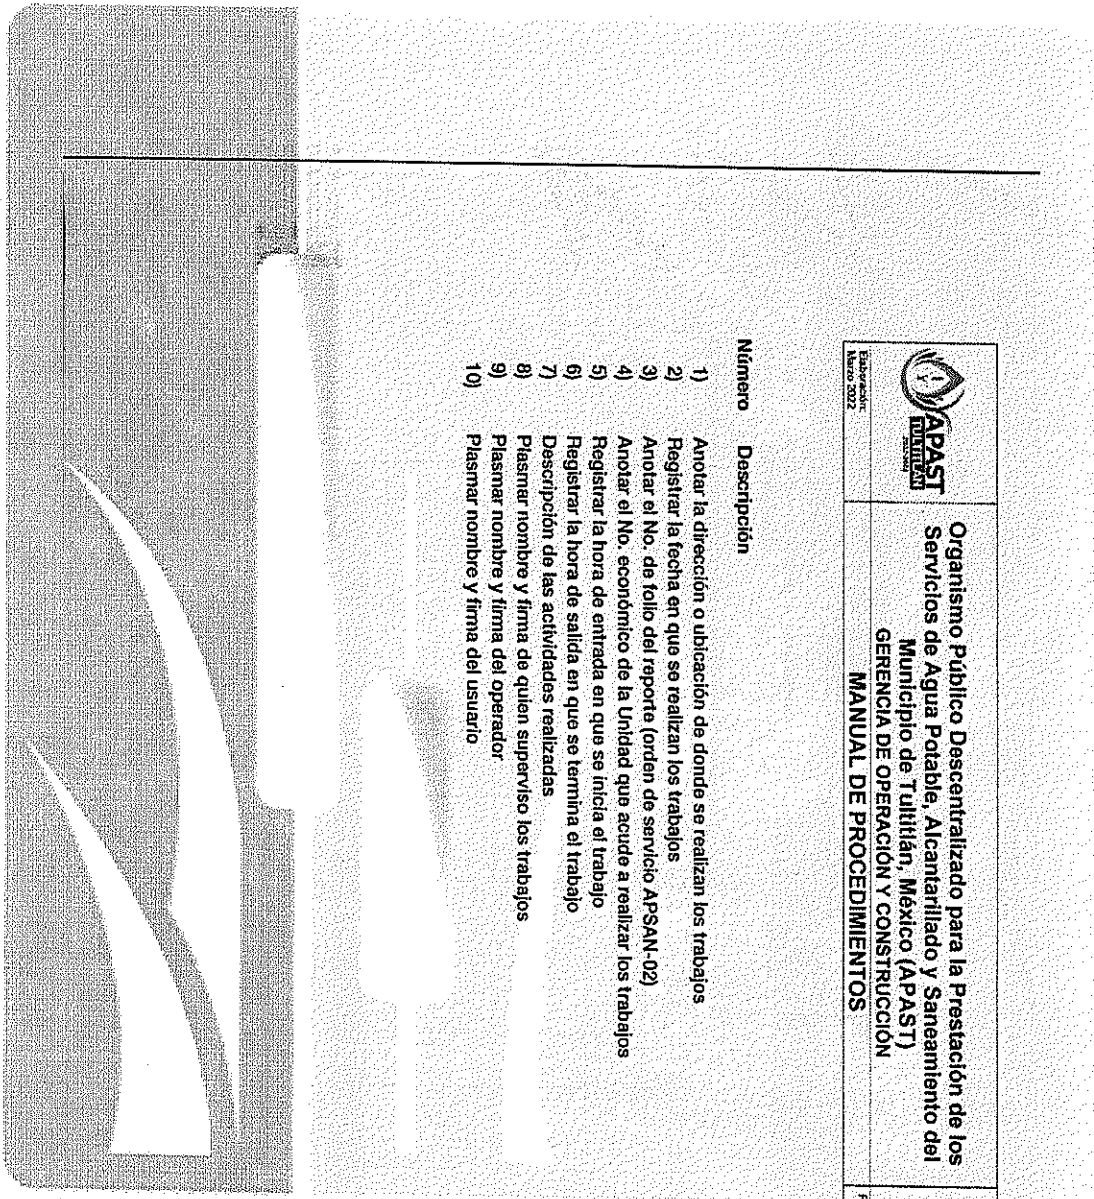 APAST
TULTITLÁN
Elaboración:
Marzo 2022
Organismo Público Descentralizado para la Prestación de los
Servicios de Agua Potable, Alcantarillado y Saneamiento del
Municipio de Tultitlán, México (APAST)
GERENCIA DE OPERACIÓN Y CONSTRUCCIÓN
MANUAL DE PROCEDIMIENTOS
Número Descripción
1) Anotar la dirección o ubicación de donde se realizan los trabajos
2) Registrar la fecha en que se realizan los trabajos
3) Anotar el No. de folio del reporte (orden de servicio APSAN-02)
4) Anotar el No. económico de la Unidad que acude a realizar los trabajos
5) Registrar la hora de entrada en que se inicia el trabajo
6) Registrar la hora de salida en que se termina el trabajo
7) Descripción de las actividades realizadas
8) Plasmar nombre y firma de quien superviso los trabajos
9) Plasmar nombre y firma del operador
10) Plasmar nombre y firma del usuario